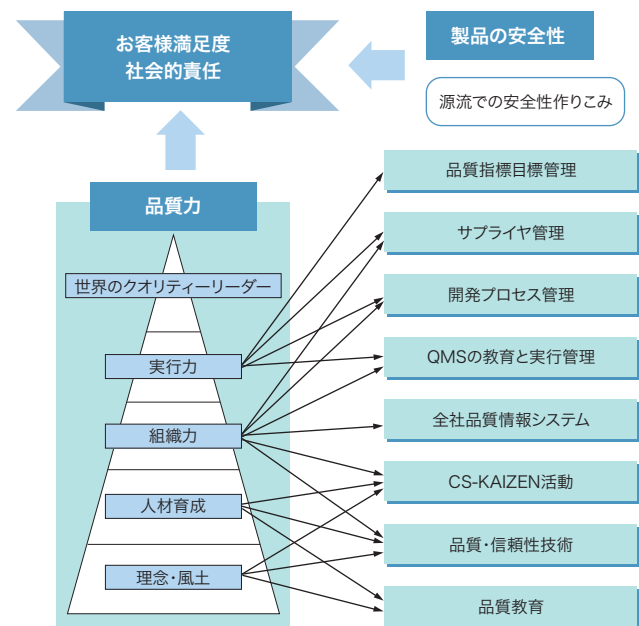 お客様満足度
社会的責任
製品の安全性
源流での安全性作りこみ
品質力
世界のクオリティーリーダー
実行力
組織力
人材育成
理念・風土
品質指標目標管理
サプライヤ管理
開発プロセス管理
QMSの教育と実行管理
全社品質情報システム
CS-KAIZEN活動
品質・信頼性技術
品質教育